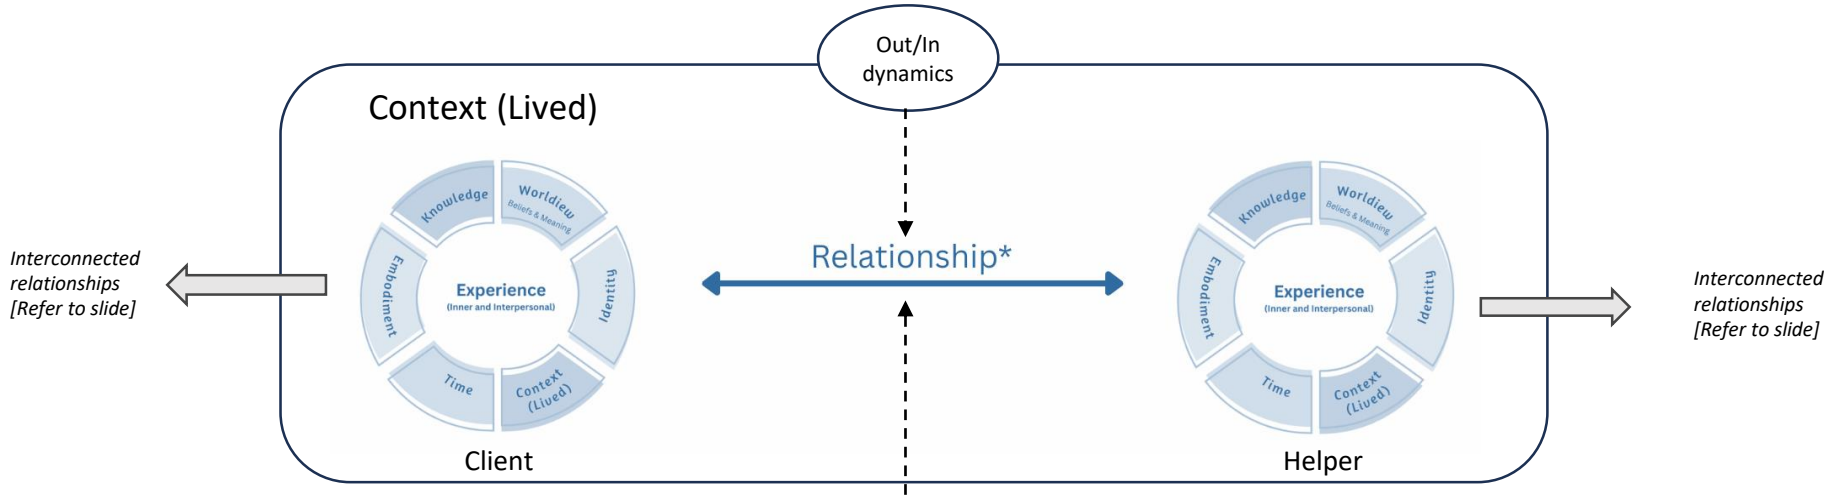 Out/In
dynamics
Context (Lived)
Knowledge
Worldiew
Beliefs & Meaning
Embodiment
Identity
Experience
(Inner and Interpersonal)
Time
Context
(Lived)
Client
Relationship*
Knowledge
Worldiew
Beliefs & Meaning
Embodiment
Identity
Experience
(Inner and Interpersonal)
Time
Context
(Lived)
Helper
Interconnected
relationships
[Refer to slide]
Interconnected
relationships
[Refer to slide]